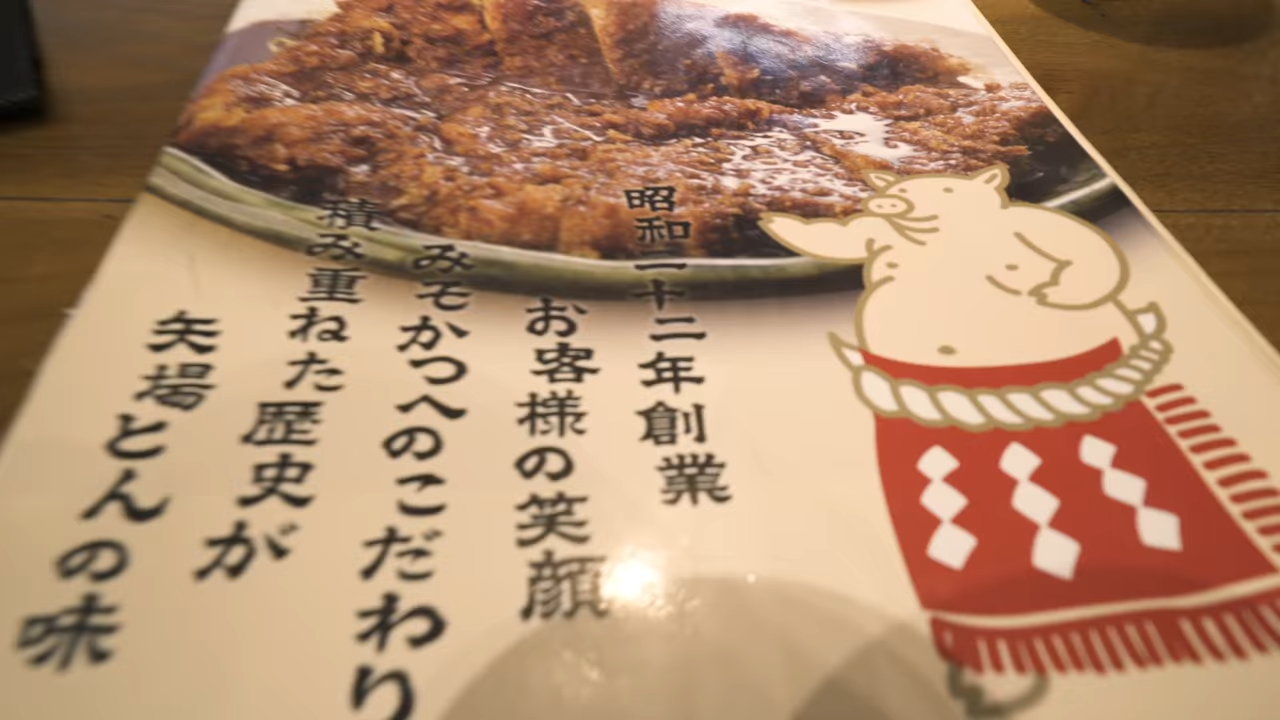 昭和二十二年創業
お客様の笑顔
みそかつへのこだわり
積み重ねた歴史が
矢場とんの味